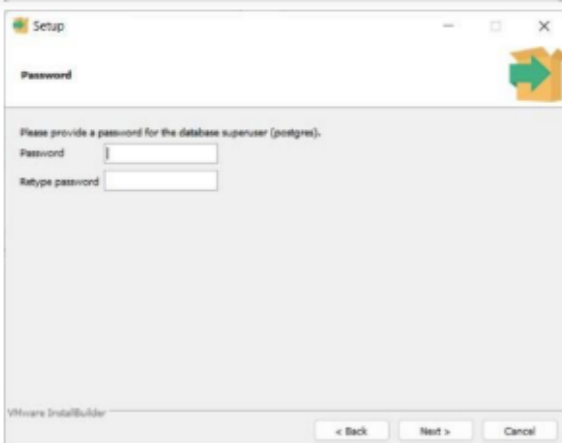 Setup
Password
Please provide a password for the database superuser (postgres).
Password
Retype password
VMware InstallBuilder
< Back Next > Cancel